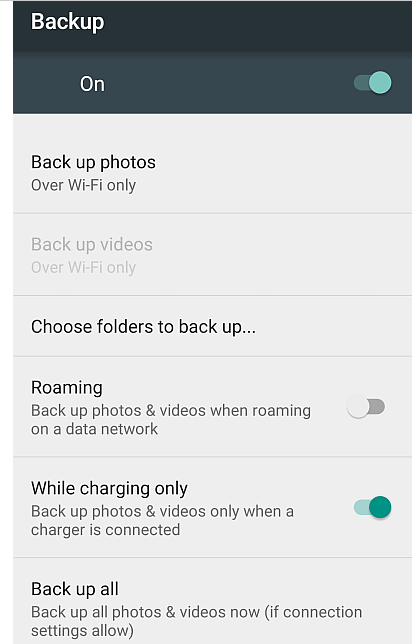 Backup
On
Back up photos
Over Wi-Fi only
Back up videos
Over Wi-Fi only
Choose folders to back up...
Roaming
Back up photos & videos when roaming
on a data network
While charging only
Back up photos & videos only when a
charger is connected
Back up all
Back up all photos & videos now (if connection
settings allow)